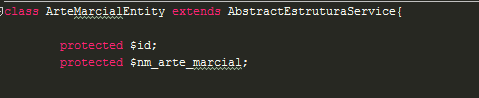 class ArteMarcialEntity extends AbstractEstruturaService{
protected $id;
protected $nm_arte_marcial;